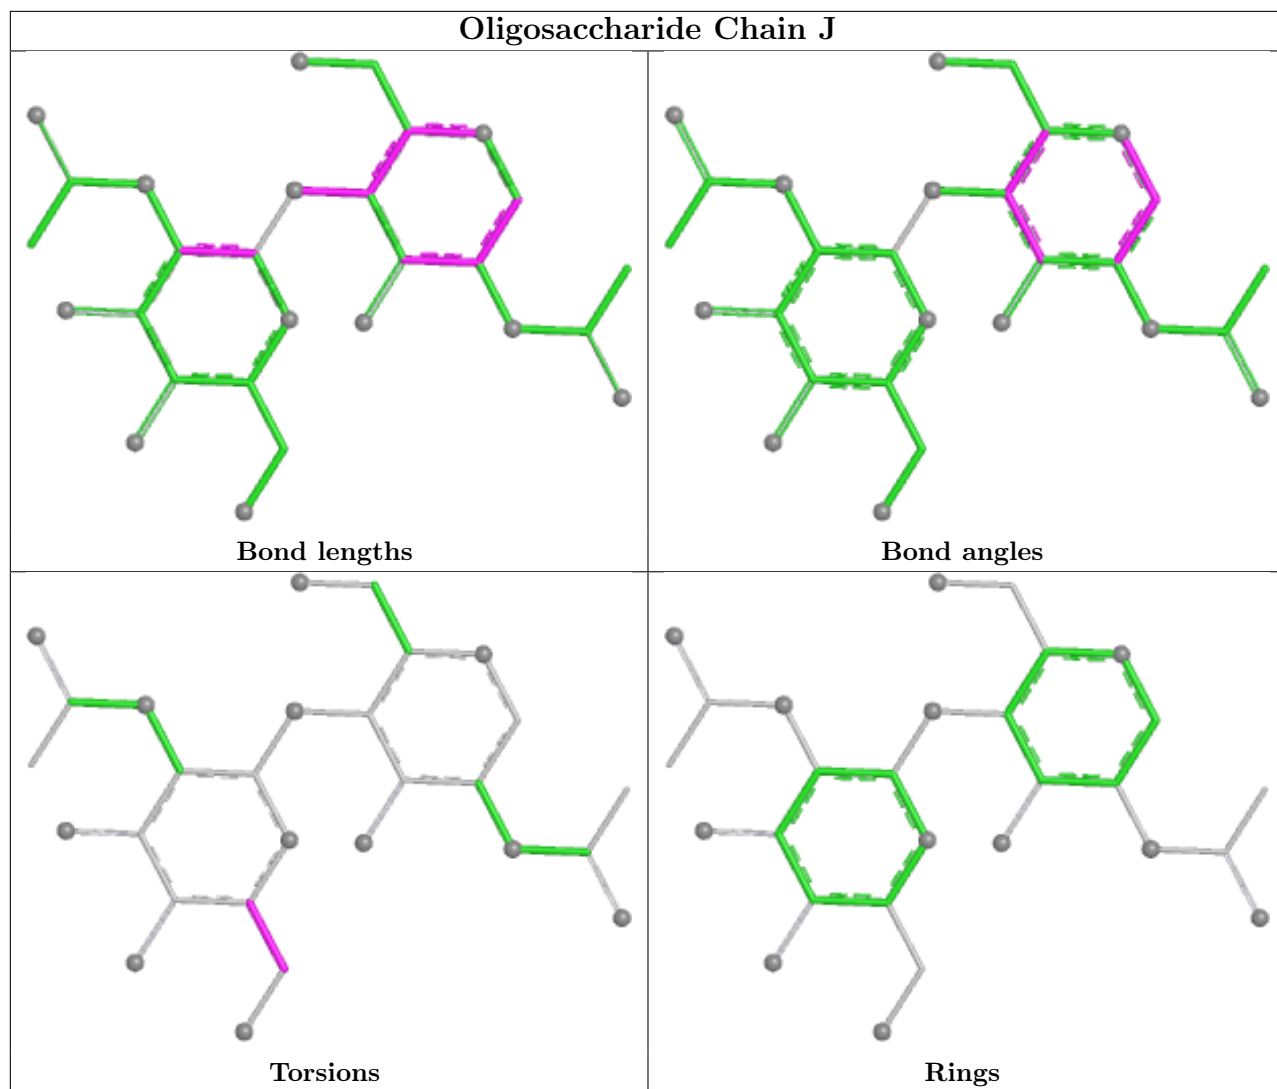 Oligosaccharide Chain J
Bond lengths
Bond angles
Torsions
Rings